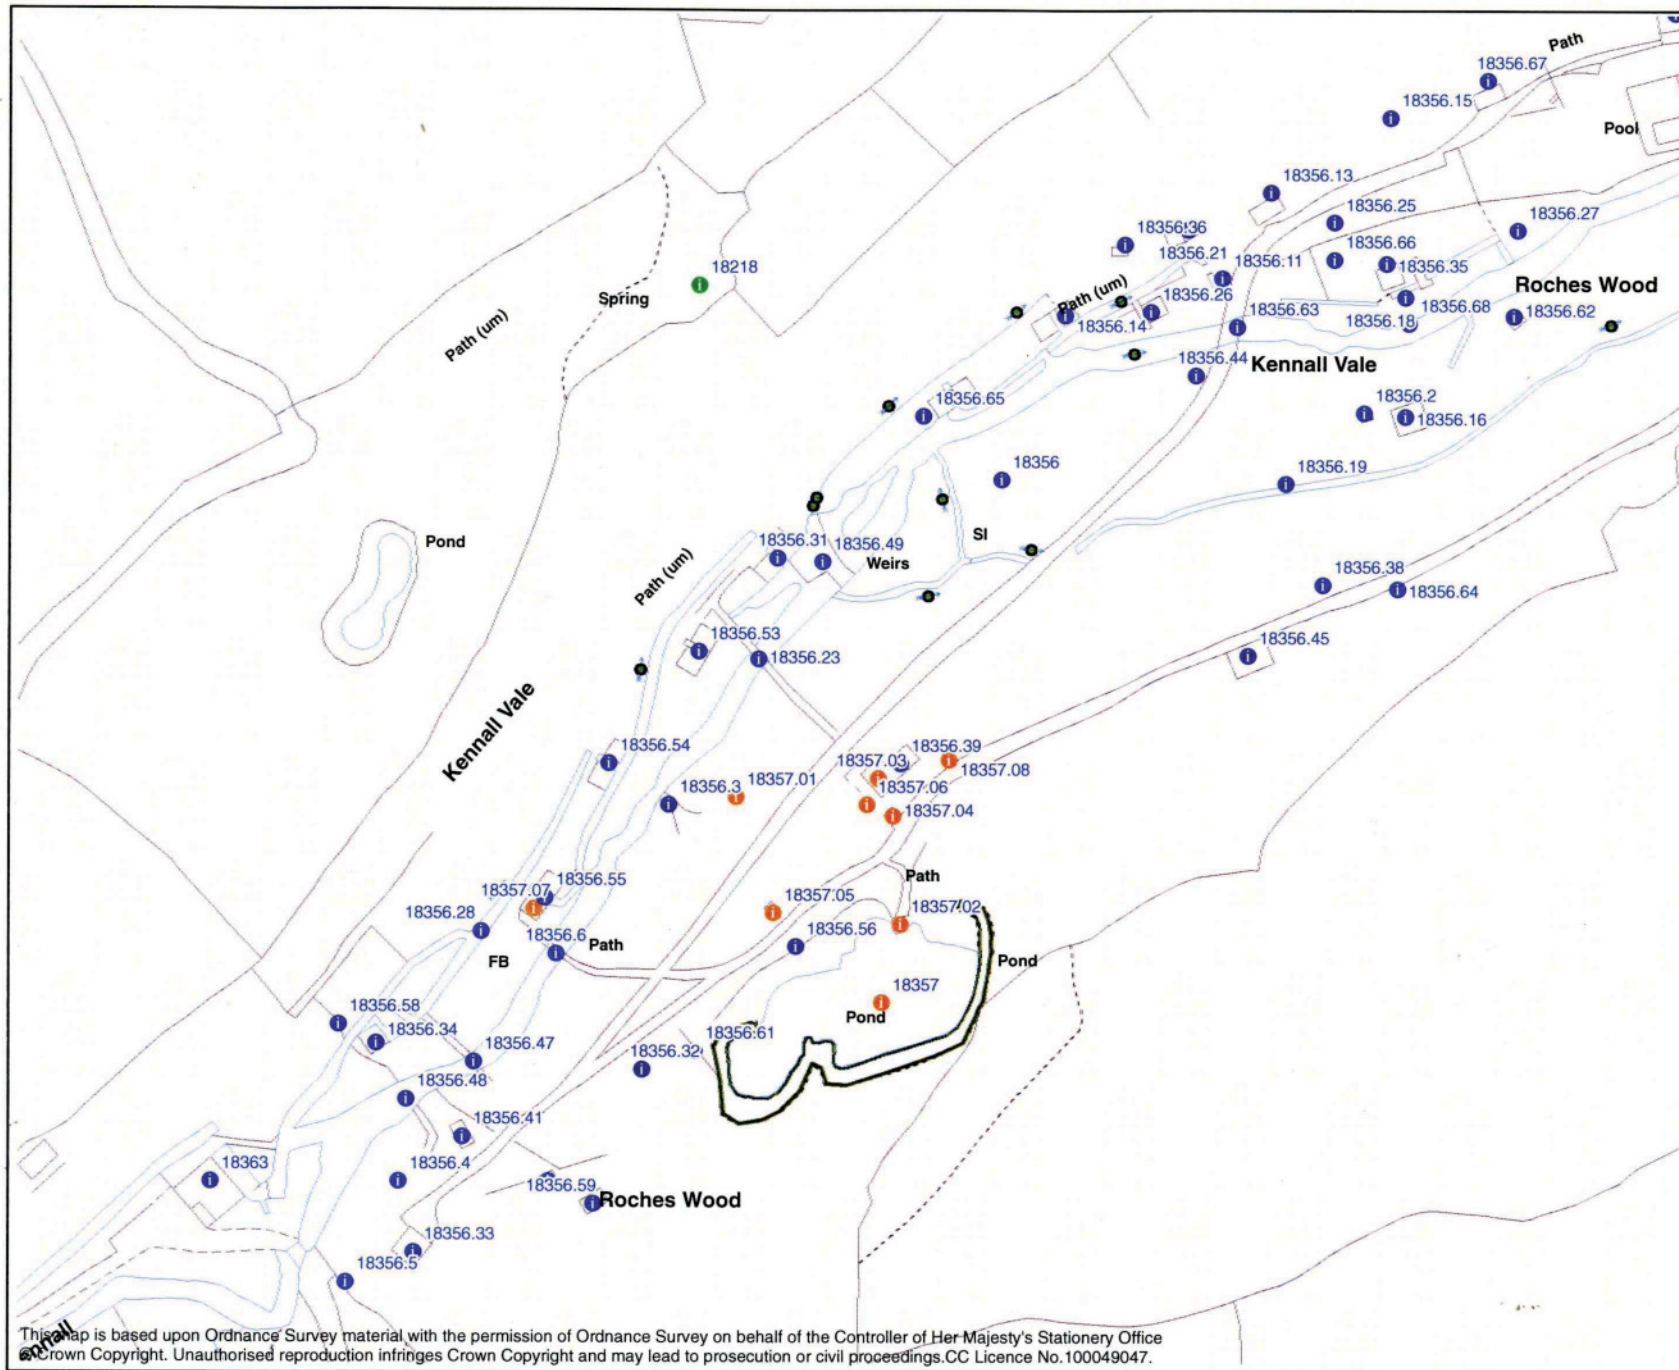 Path
18356.67
18356.15
Pool
18356.13
18356.25
18356.27
18356.36
18356.66
18356.21
18356.11
18356.35
18218
Roches Wood
Spring
Path (um)
18356.26
18356.68
18356.63
18356.62
18356.14
18356.18
Path (um)
18356.44
Kennall Vale
18356.65
18356.2
18356.16
18356
18356.19
Pond
SI
18356.31
18356.49
Weirs
Path (um)
18356.38
18356.64
18356.53
18356.45
18356.23
Kennall Vale
18356.54
18356.39
18357.03
18357.08
18356.3
18357.01
18357.06
18357.04
Path
18356.55
18357.07
18357.05
18357.02
18356.28
18356.56
18356.6
Path
FB
Pond
18357
Pond
18356.58
18356.34
18356.61
18356.47
18356.32
18356.48
18356.41
18363
18356.4
18356.59
Roches Wood
18356.33
18356.5
This map is based upon Ordnance Survey material with the permission of Ordnance Survey on behalf of the Controller of Her Majesty's Stationery Office
© Crown Copyright. Unauthorised reproduction infringes Crown Copyright and may lead to prosecution or civil proceedings.CC Licence No.100049047.